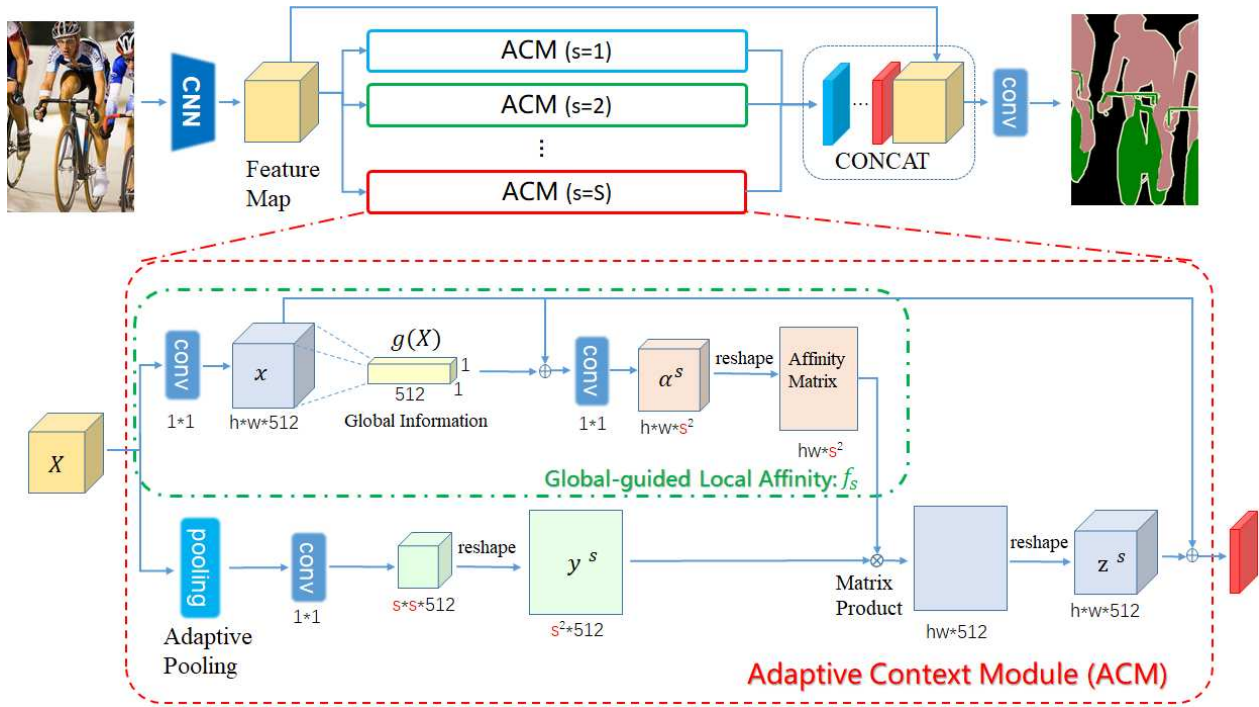 CNN
Feature
Map
ACM (s=1)
ACM (s=2)
⋮
ACM (s=S)
...
CONCAT
conv
X
conv
1*1
x
h*w*512
g(X)
1
1
512
Global Information
conv
1*1
αˢ
h*w*s²
reshape
Affinity
Matrix
hw*s²
Global-guided Local Affinity: fₛ
pooling
Adaptive
Pooling
conv
1*1
s*s*512
reshape
yˢ
s²*512
Matrix
Product
hw*512
reshape
zˢ
h*w*512
Adaptive Context Module (ACM)